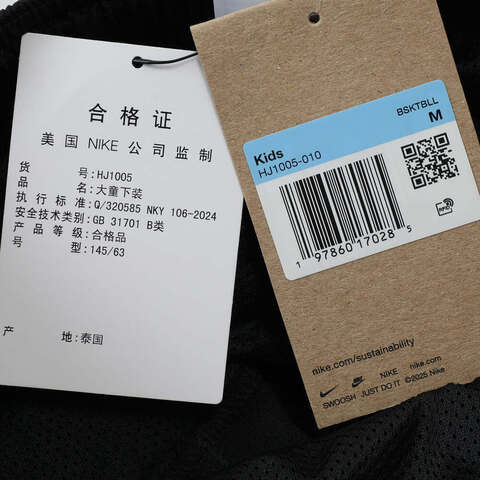 合格证
美国 NIKE 公司监制
货 号: HJ1005
品 名: 大童下装
执行标准: Q/320585 NKY 106-2024
安全技术类别: GB 31701 B类
产品等级: 合格品
号 型: 145/63
产 地: 泰国
BSKTBLL
M
Kids
HJ1005-010
RFID
1 97860 17028 5
nike.com/sustainability
NIKE NIKE
SWOOSH JUST DO IT ©2025 Nike